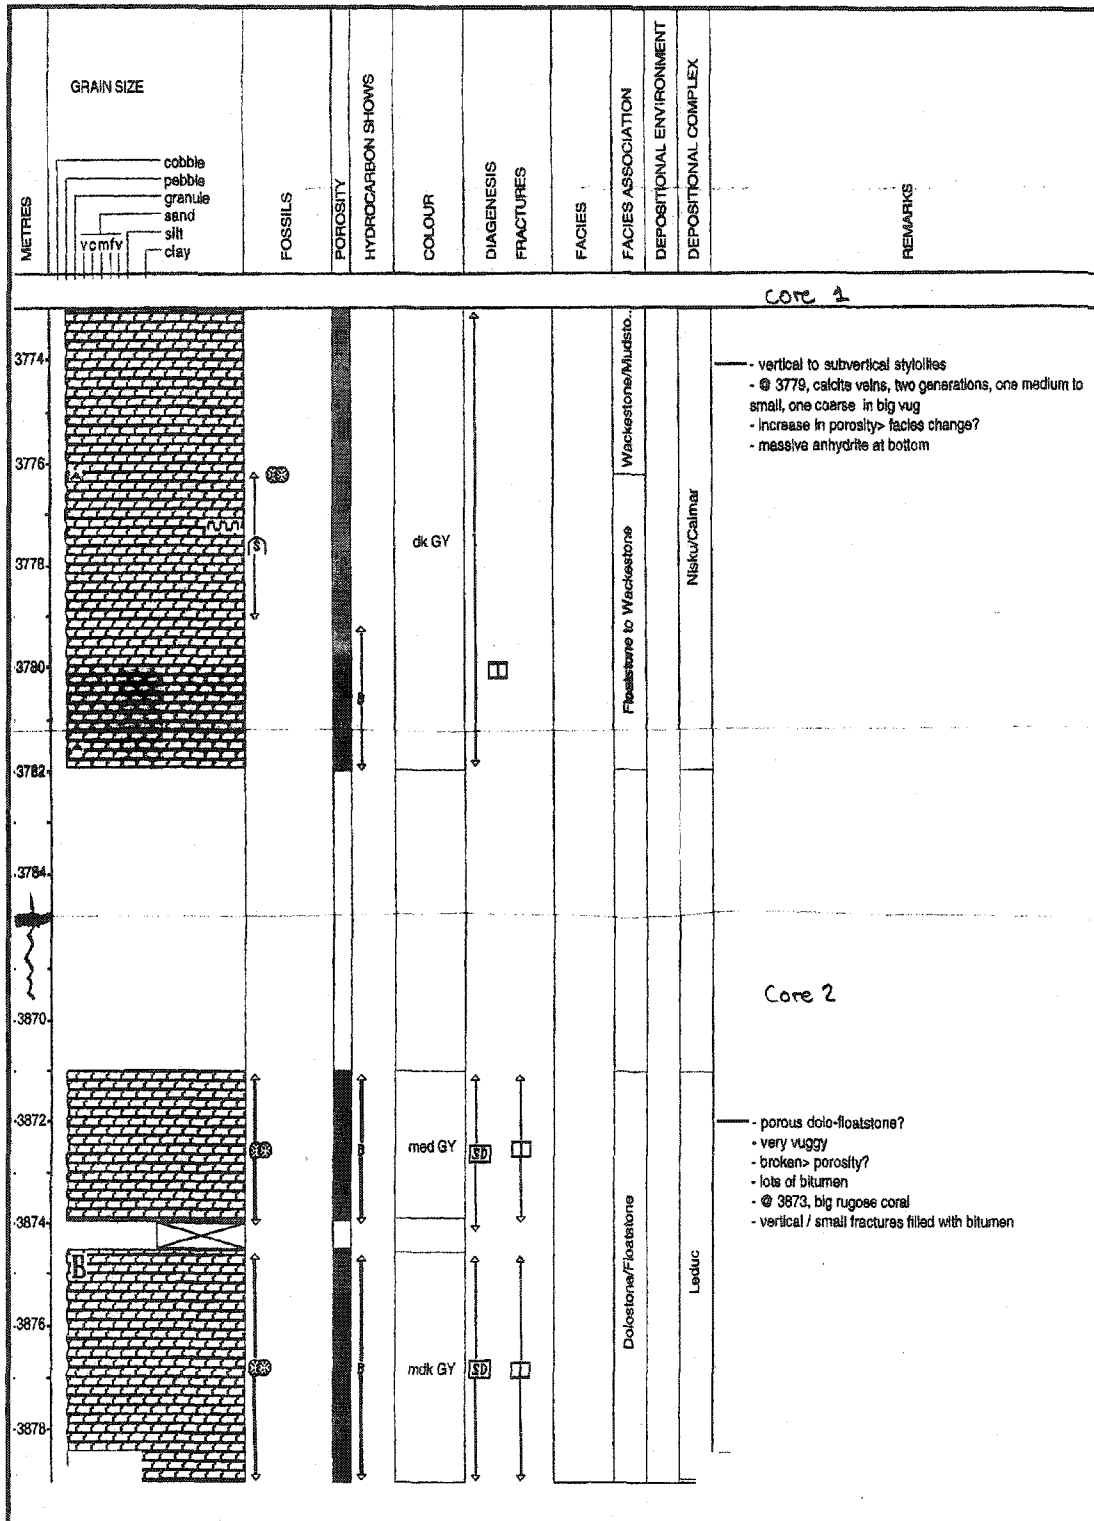 GRAIN SIZE
cobble
pebble
granule
sand
silt
vcmfv
clay
METRES
FOSSILS
POROSITY
HYDROCARBON SHOWS
COLOUR
DIAGENESIS
FRACTURES
FACIES
FACIES ASSOCIATION
DEPOSITIONAL ENVIRONMENT
DEPOSITIONAL COMPLEX
REMARKS
Core 1
3774
3776
3778
3780
3782
3784
S
B
dk GY
Wackestone/Mudsto...
Floatstone to Wackestone
Nisku/Calmar
- vertical to subvertical stylolites
- @ 3779, calcite veins, two generations, one medium to
small, one coarse in big vug
- increase in porosity> facies change?
- massive anhydrite at bottom
Core 2
3870
3872
3874
3876
3878
B
B
B
med GY
mdk GY
SD
SD
Dolostone/Floatstone
Leduc
- porous dolo-floatstone?
- very vuggy
- broken> porosity?
- lots of bitumen
- @ 3873, big rugose coral
- vertical / small fractures filled with bitumen